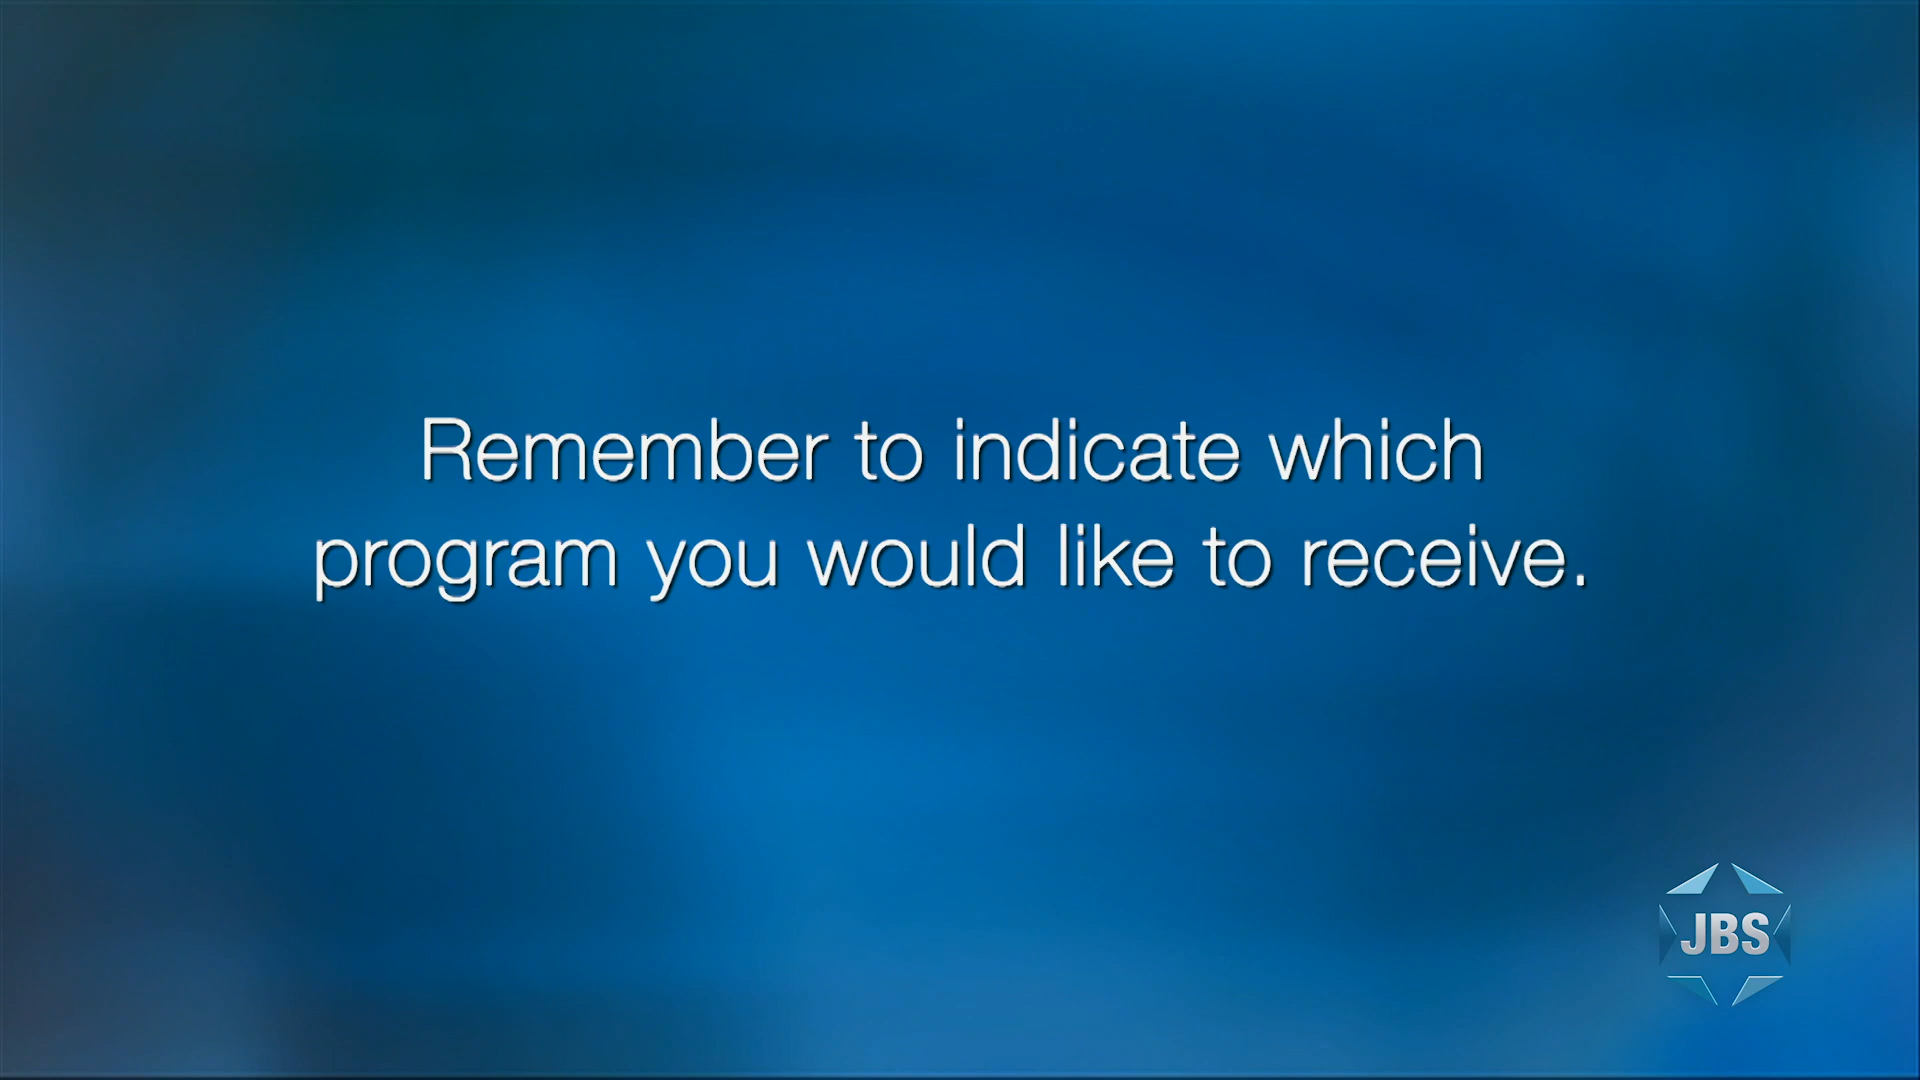 Remember to indicate which
program you would like to receive.
JBS